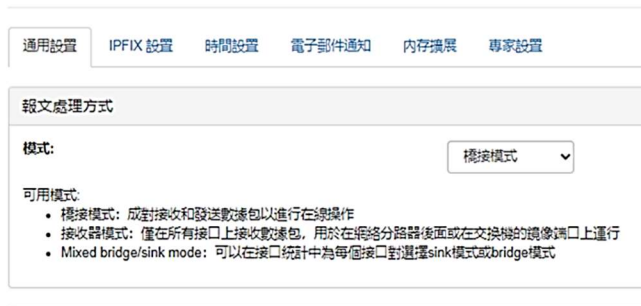 通用設置 IPFIX 設置 時間設置 電子郵件通知 内存擴展 專家設置
報文處理方式
模式: 橋接模式
可用模式:
橋接模式：成對接收和發送數據包以進行在線操作
接收器模式：僅在所有接口上接收數據包，用於在網絡分路器後面或在交換機的鏡像端口上運行
Mixed bridge/sink mode：可以在接口統計中為每個接口對選擇sink模式或bridge模式